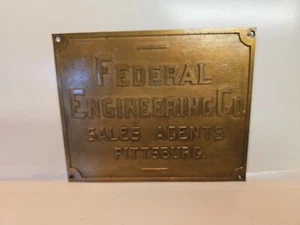 FEDERAL
ENGINEERING CO.
SALES AGENTS
PITTSBURG.